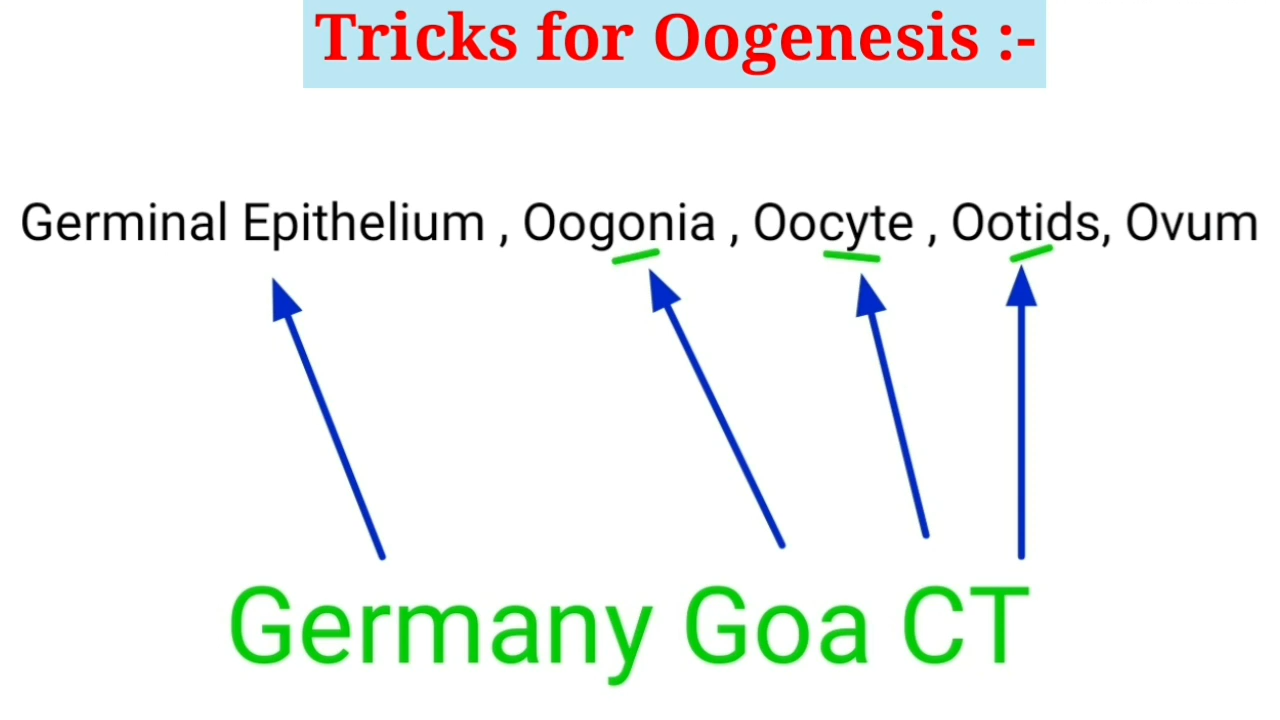 Tricks for Oogenesis :-
Germinal Epithelium , Oogonia , Oocyte , Ootids, Ovum
Germany Goa CT